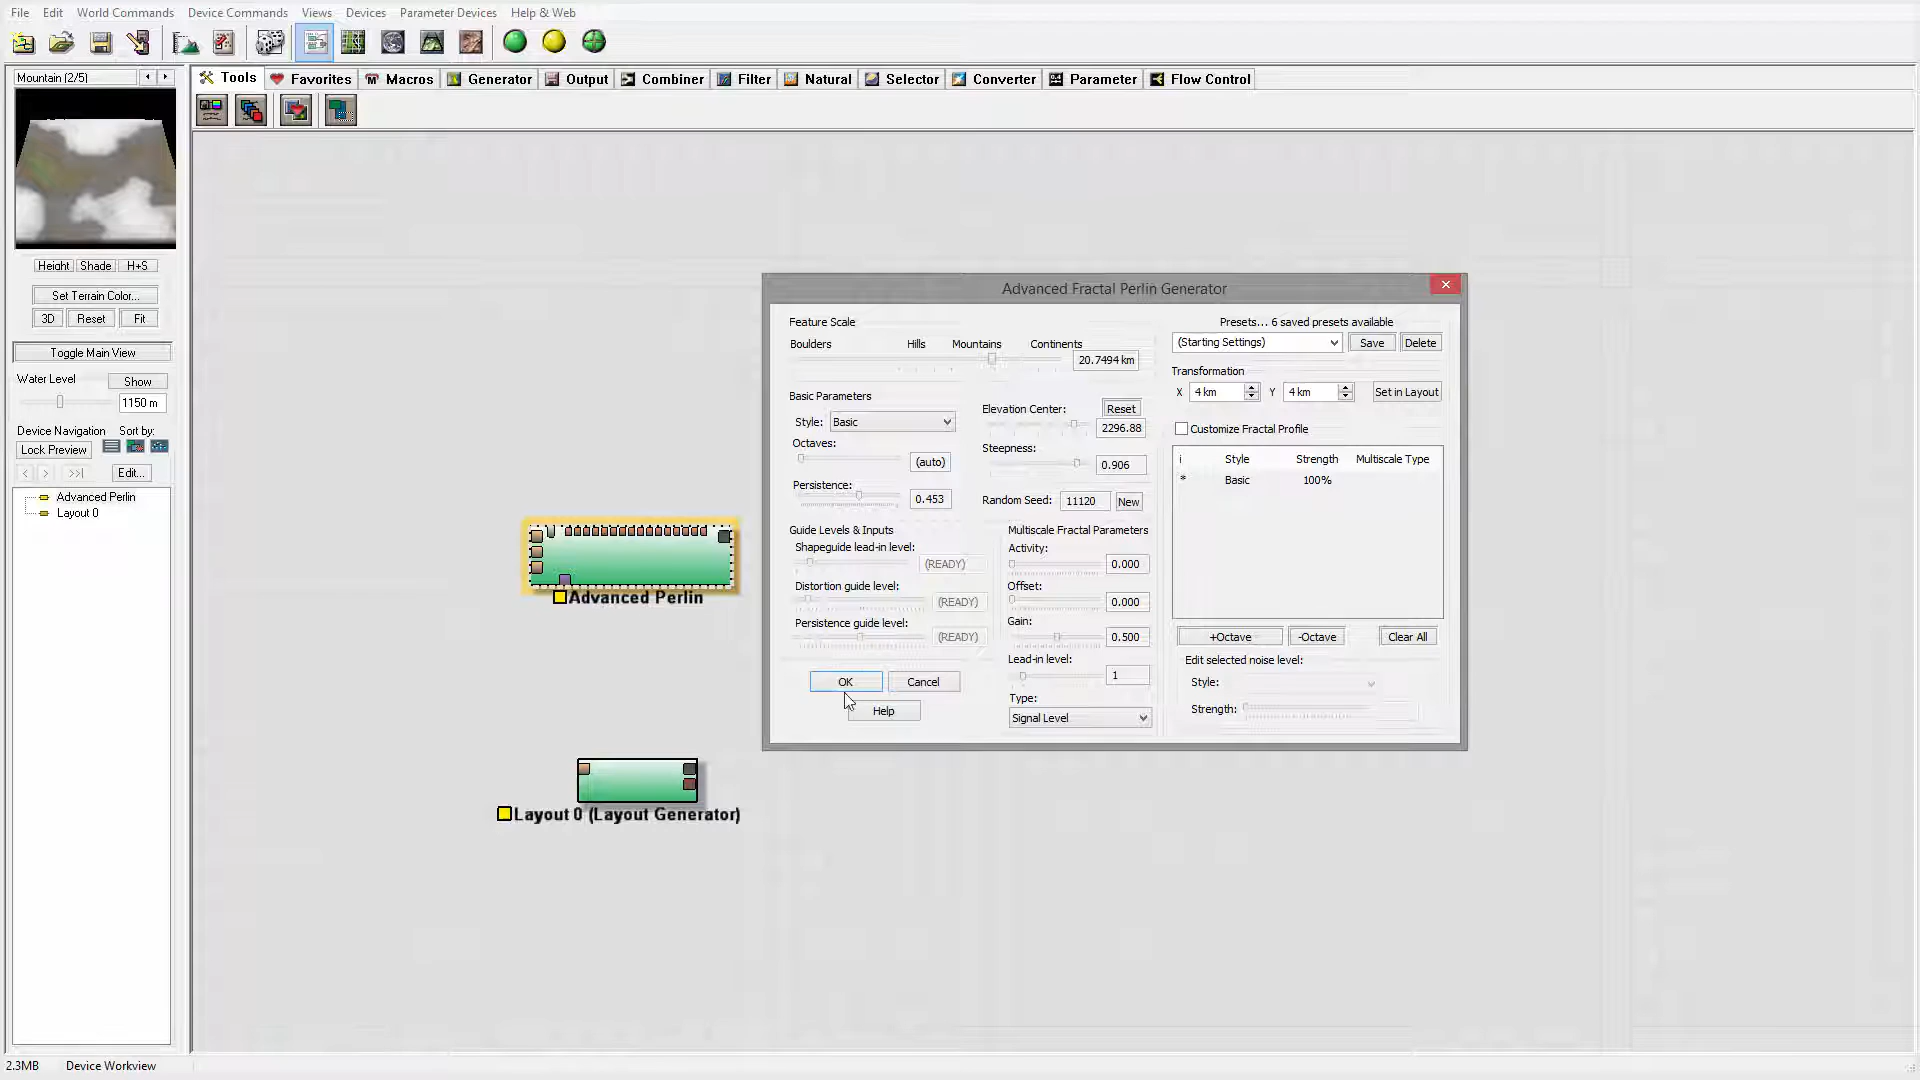 File Edit World Commands Device Commands Views Devices Parameter Devices Help & Web
Mountain (2/5)
Tools Favorites Macros Generator Output Combiner Filter Natural Selector Converter Parameter Flow Control
Height Shade H+S
Set Terrain Color...
3D Reset Fit
Toggle Main View
Water Level Show
1150 m
Device Navigation Sort by:
Lock Preview
< > >>| Edit...
Advanced Perlin
Layout 0
Advanced Perlin
Layout 0 (Layout Generator)
Advanced Fractal Perlin Generator
Feature Scale
Boulders Hills Mountains Continents
20.7494 km
Basic Parameters
Style: Basic
Octaves:
(auto)
Persistence:
0.453
Elevation Center: Reset
2296.88
Steepness:
0.906
Random Seed: 11120 New
Guide Levels & Inputs
Shapeguide lead-in level:
(READY)
Distortion guide level:
(READY)
Persistence guide level:
(READY)
OK Cancel
Help
Multiscale Fractal Parameters
Activity:
0.000
Offset:
0.000
Gain:
0.500
Lead-in level:
1
Type:
Signal Level
Presets... 6 saved presets available
(Starting Settings) Save Delete
Transformation
X 4 km Y 4 km Set in Layout
Customize Fractal Profile
i Style Strength Multiscale Type
* Basic 100%
+Octave -Octave Clear All
Edit selected noise level:
Style:
Strength:
2.3MB Device Workview